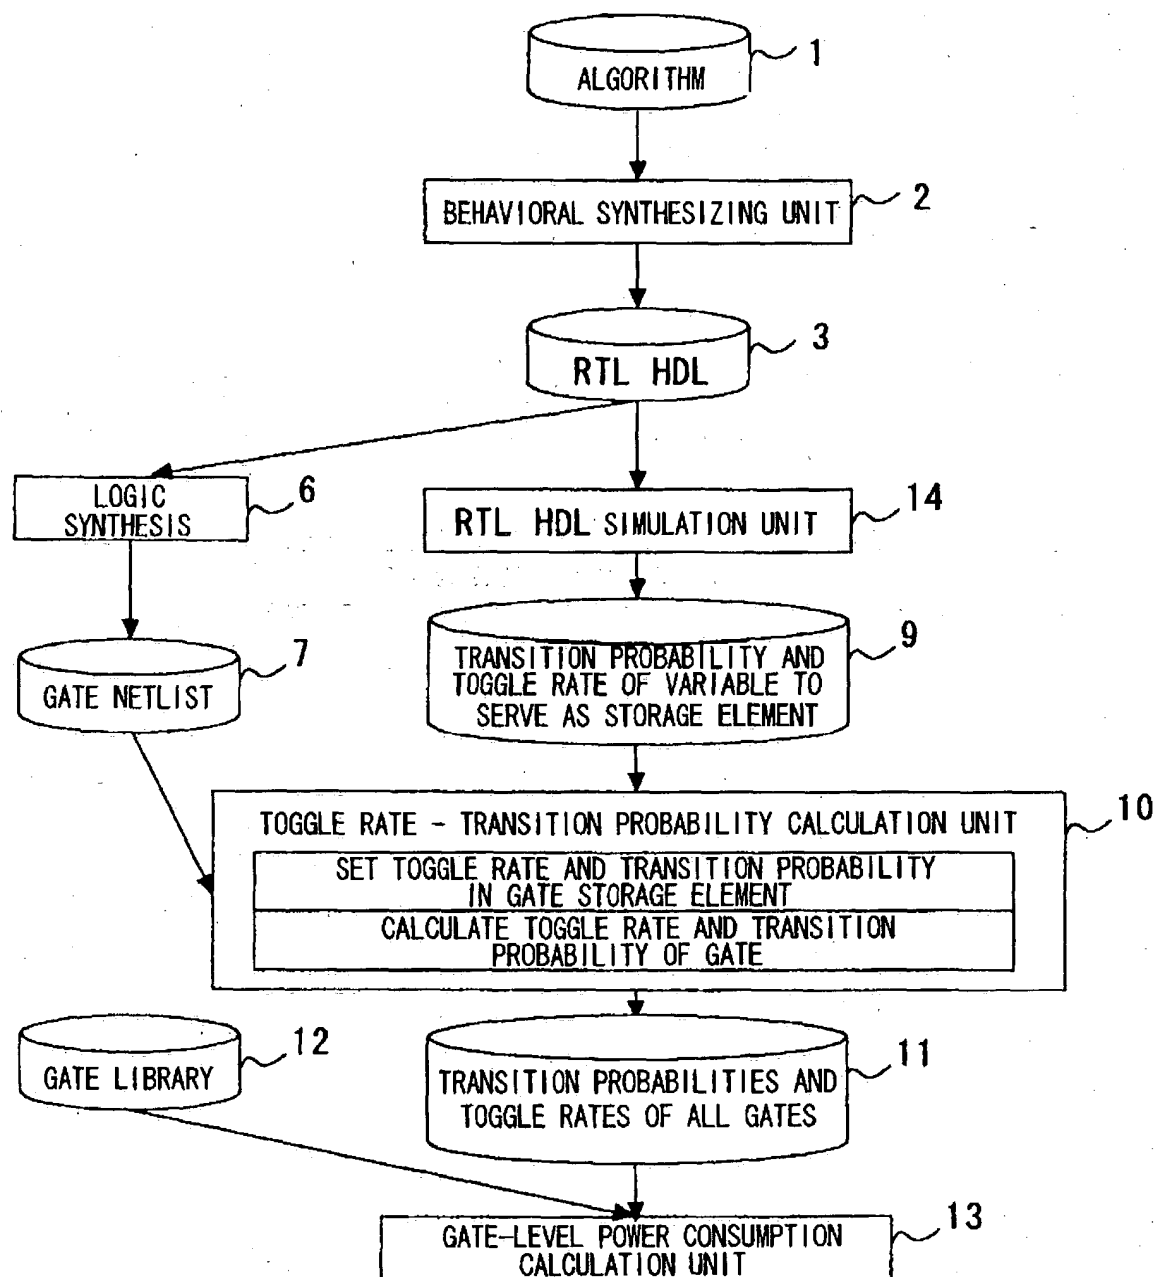 1
ALGORITHM
2
BEHAVIORAL SYNTHESIZING UNIT
3
RTL HDL
6
LOGIC
SYNTHESIS
14
RTL HDL SIMULATION UNIT
7
GATE NETLIST
9
TRANSITION PROBABILITY AND
TOGGLE RATE OF VARIABLE TO
SERVE AS STORAGE ELEMENT
10
TOGGLE RATE - TRANSITION PROBABILITY CALCULATION UNIT
SET TOGGLE RATE AND TRANSITION PROBABILITY
IN GATE STORAGE ELEMENT
CALCULATE TOGGLE RATE AND TRANSITION
PROBABILITY OF GATE
12
GATE LIBRARY
11
TRANSITION PROBABILITIES AND
TOGGLE RATES OF ALL GATES
13
GATE-LEVEL POWER CONSUMPTION
CALCULATION UNIT